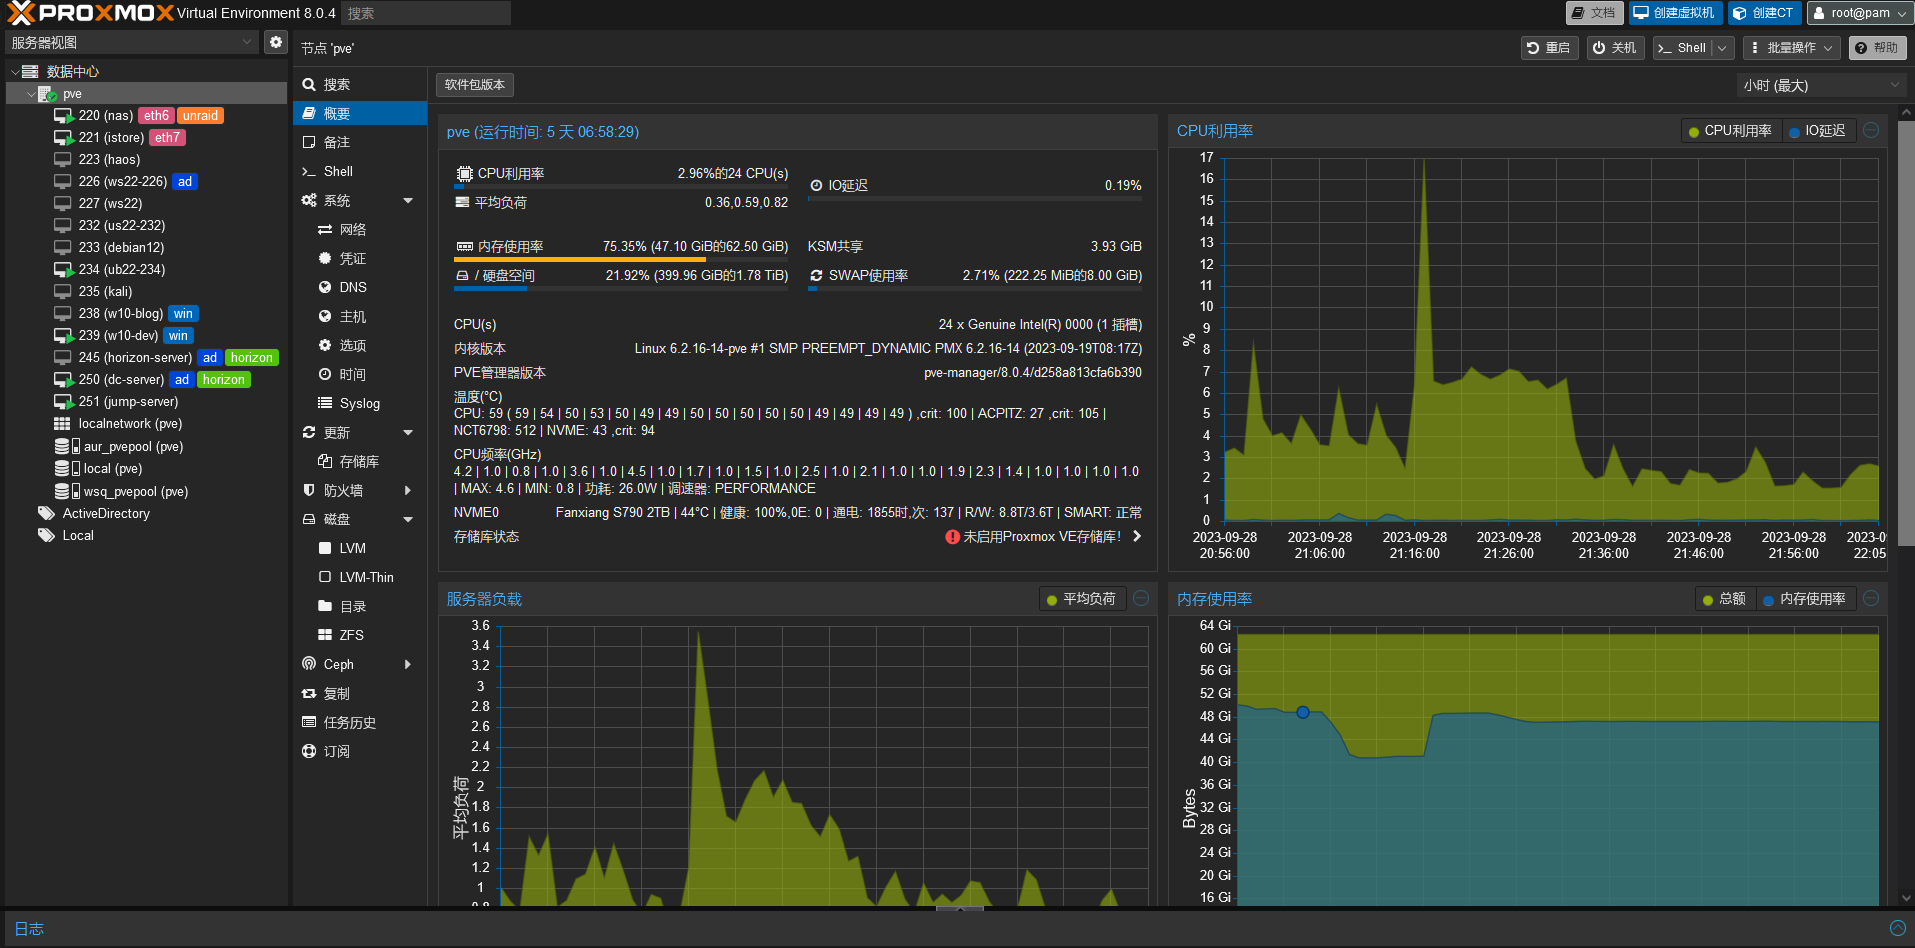 PROXMOX Virtual Environment 8.0.4 搜索 文档 创建虚拟机 创建CT root@pam
服务器视图
数据中心
pve
220 (nas) eth6 unraid
221 (istore) eth7
223 (haos)
226 (ws22-226) ad
227 (ws22)
232 (us22-232)
233 (debian12)
234 (ub22-234)
235 (kali)
238 (w10-blog) win
239 (w10-dev) win
245 (horizon-server) ad horizon
250 (dc-server) ad horizon
251 (jump-server)
localnetwork (pve)
aur_pvepool (pve)
local (pve)
wsq_pvepool (pve)
ActiveDirectory
Local
节点 'pve' 重启 关机 Shell 批量操作 帮助
搜索
概要
备注
Shell
系统
网络
凭证
DNS
主机
选项
时间
Syslog
更新
存储库
防火墙
磁盘
LVM
LVM-Thin
目录
ZFS
Ceph
复制
任务历史
订阅
软件包版本 小时 (最大)
pve (运行时间: 5 天 06:58:29)
CPU利用率 2.96%的24 CPU(s)
IO延迟 0.19%
平均负荷 0.36,0.59,0.82
内存使用率 75.35% (47.10 GiB的62.50 GiB) KSM共享 3.93 GiB
/ 硬盘空间 21.92% (399.96 GiB的1.78 TiB) SWAP使用率 2.71% (222.25 MiB的8.00 GiB)
CPU(s) 24 x Genuine Intel(R) 0000 (1 插槽)
内核版本 Linux 6.2.16-14-pve #1 SMP PREEMPT_DYNAMIC PMX 6.2.16-14 (2023-09-19T08:17Z)
PVE管理器版本 pve-manager/8.0.4/d258a813cfa6b390
温度(°C)
CPU: 59 ( 59 | 54 | 50 | 53 | 50 | 49 | 49 | 50 | 50 | 50 | 50 | 50 | 49 | 49 | 49 | 49 ) ,crit: 100 | ACPITZ: 27 ,crit: 105 |
NCT6798: 512 | NVME: 43 ,crit: 94
CPU频率(GHz)
4.2 | 1.0 | 0.8 | 1.0 | 3.6 | 1.0 | 4.5 | 1.0 | 1.7 | 1.0 | 1.5 | 1.0 | 2.5 | 1.0 | 2.1 | 1.0 | 1.0 | 1.9 | 2.3 | 1.4 | 1.0 | 1.0 | 1.0 | 1.0
| MAX: 4.6 | MIN: 0.8 | 功耗: 26.0W | 调速器: PERFORMANCE
NVME0 Fanxiang S790 2TB | 44°C | 健康: 100%,0E: 0 | 通电: 1855时,次: 137 | R/W: 8.8T/3.6T | SMART: 正常
存储库状态 未启用Proxmox VE存储库!
CPU利用率 CPU利用率 IO延迟
17
16
15
14
13
12
11
10
9
8
7
6
5
4
3
2
1
0
%
2023-09-28 2023-09-28 2023-09-28 2023-09-28 2023-09-28 2023-09-28 2023-09-28 2023-09
20:56:00 21:06:00 21:16:00 21:26:00 21:36:00 21:46:00 21:56:00 22:05
服务器负载 平均负荷
3.6
3.4
3.2
3
2.8
2.6
2.4
2.2
2
1.8
1.6
1.4
1.2
1
0.8
平均负荷
内存使用率 总额 内存使用率
64 Gi
60 Gi
56 Gi
52 Gi
48 Gi
44 Gi
40 Gi
36 Gi
32 Gi
28 Gi
24 Gi
20 Gi
16 Gi
Bytes
日志